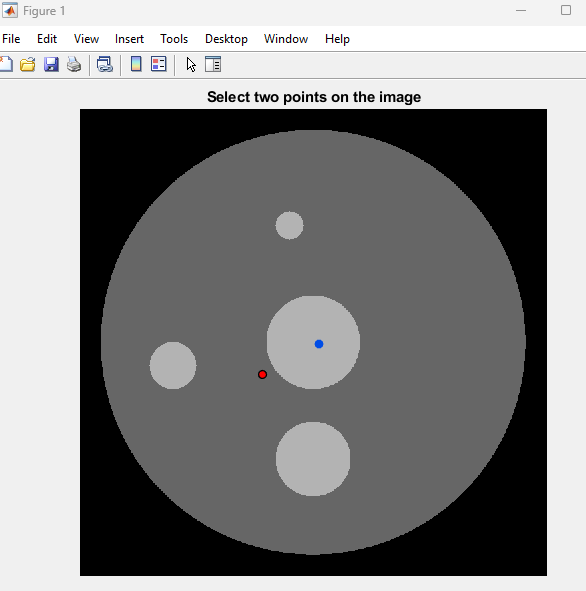 Figure 1
File Edit View Insert Tools Desktop Window Help
Select two points on the image